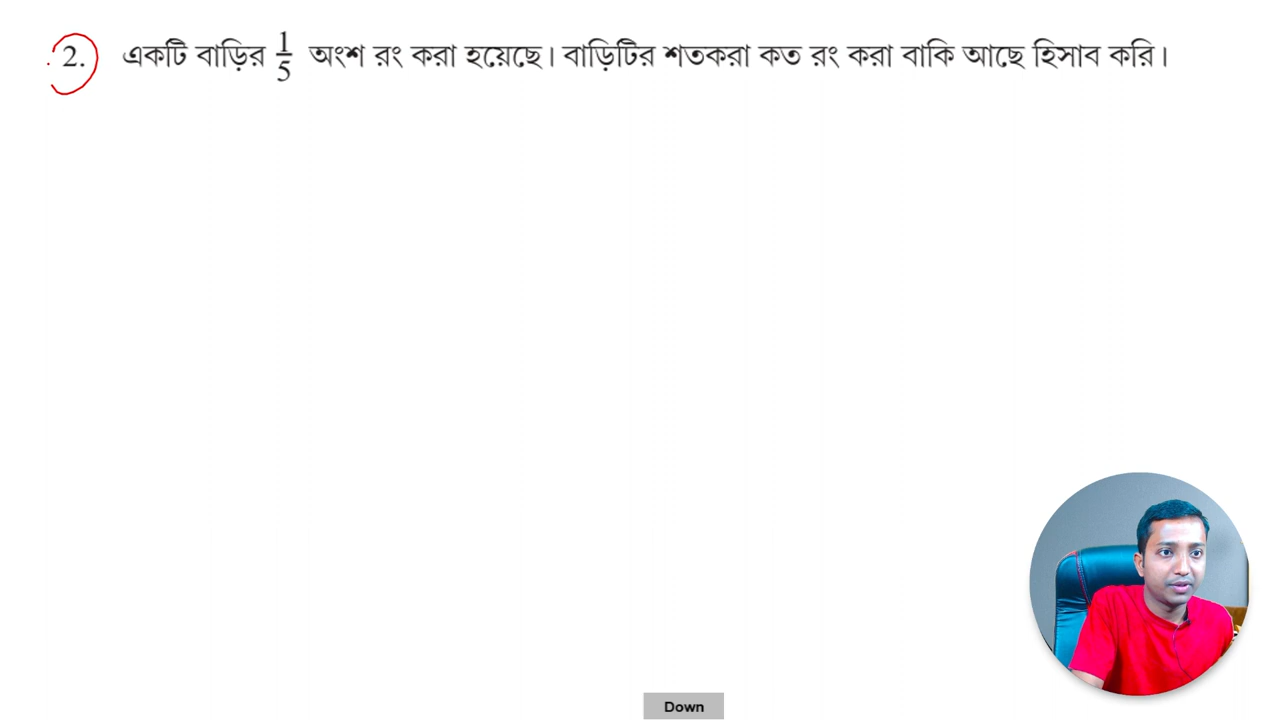 2. একটি বাড়ির 1/5 অংশ রং করা হয়েছে। বাড়িটির শতকরা কত রং করা বাকি আছে হিসাব করি।
Down